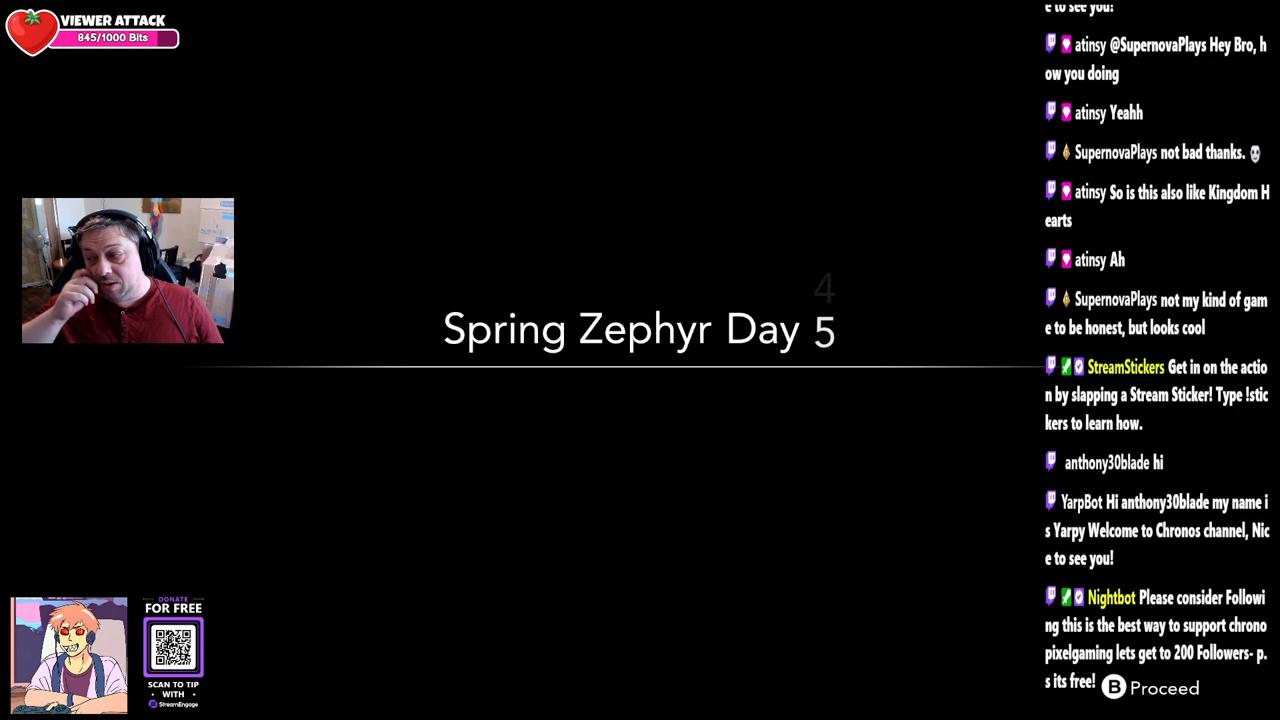 VIEWER ATTACK
845/1000 Bits
e to see you!
atinsy @SupernovaPlays Hey Bro, h
ow you doing
atinsy Yeahh
SupernovaPlays not bad thanks.
atinsy So is this also like Kingdom H
earts
atinsy Ah
SupernovaPlays not my kind of gam
e to be honest, but looks cool
StreamStickers Get in on the actio
n by slapping a Stream Sticker! Type !stic
kers to learn how.
anthony30blade hi
YarpBot Hi anthony30blade my name i
s Yarpy Welcome to Chronos channel, Nic
e to see you!
Nightbot Please consider Followi
ng this is the best way to support chrono
pixelgaming lets get to 200 Followers- p.
s its free!
4
Spring Zephyr Day 5
DONATE
FOR FREE
SCAN TO TIP
• WITH •
StreamEngage
B Proceed